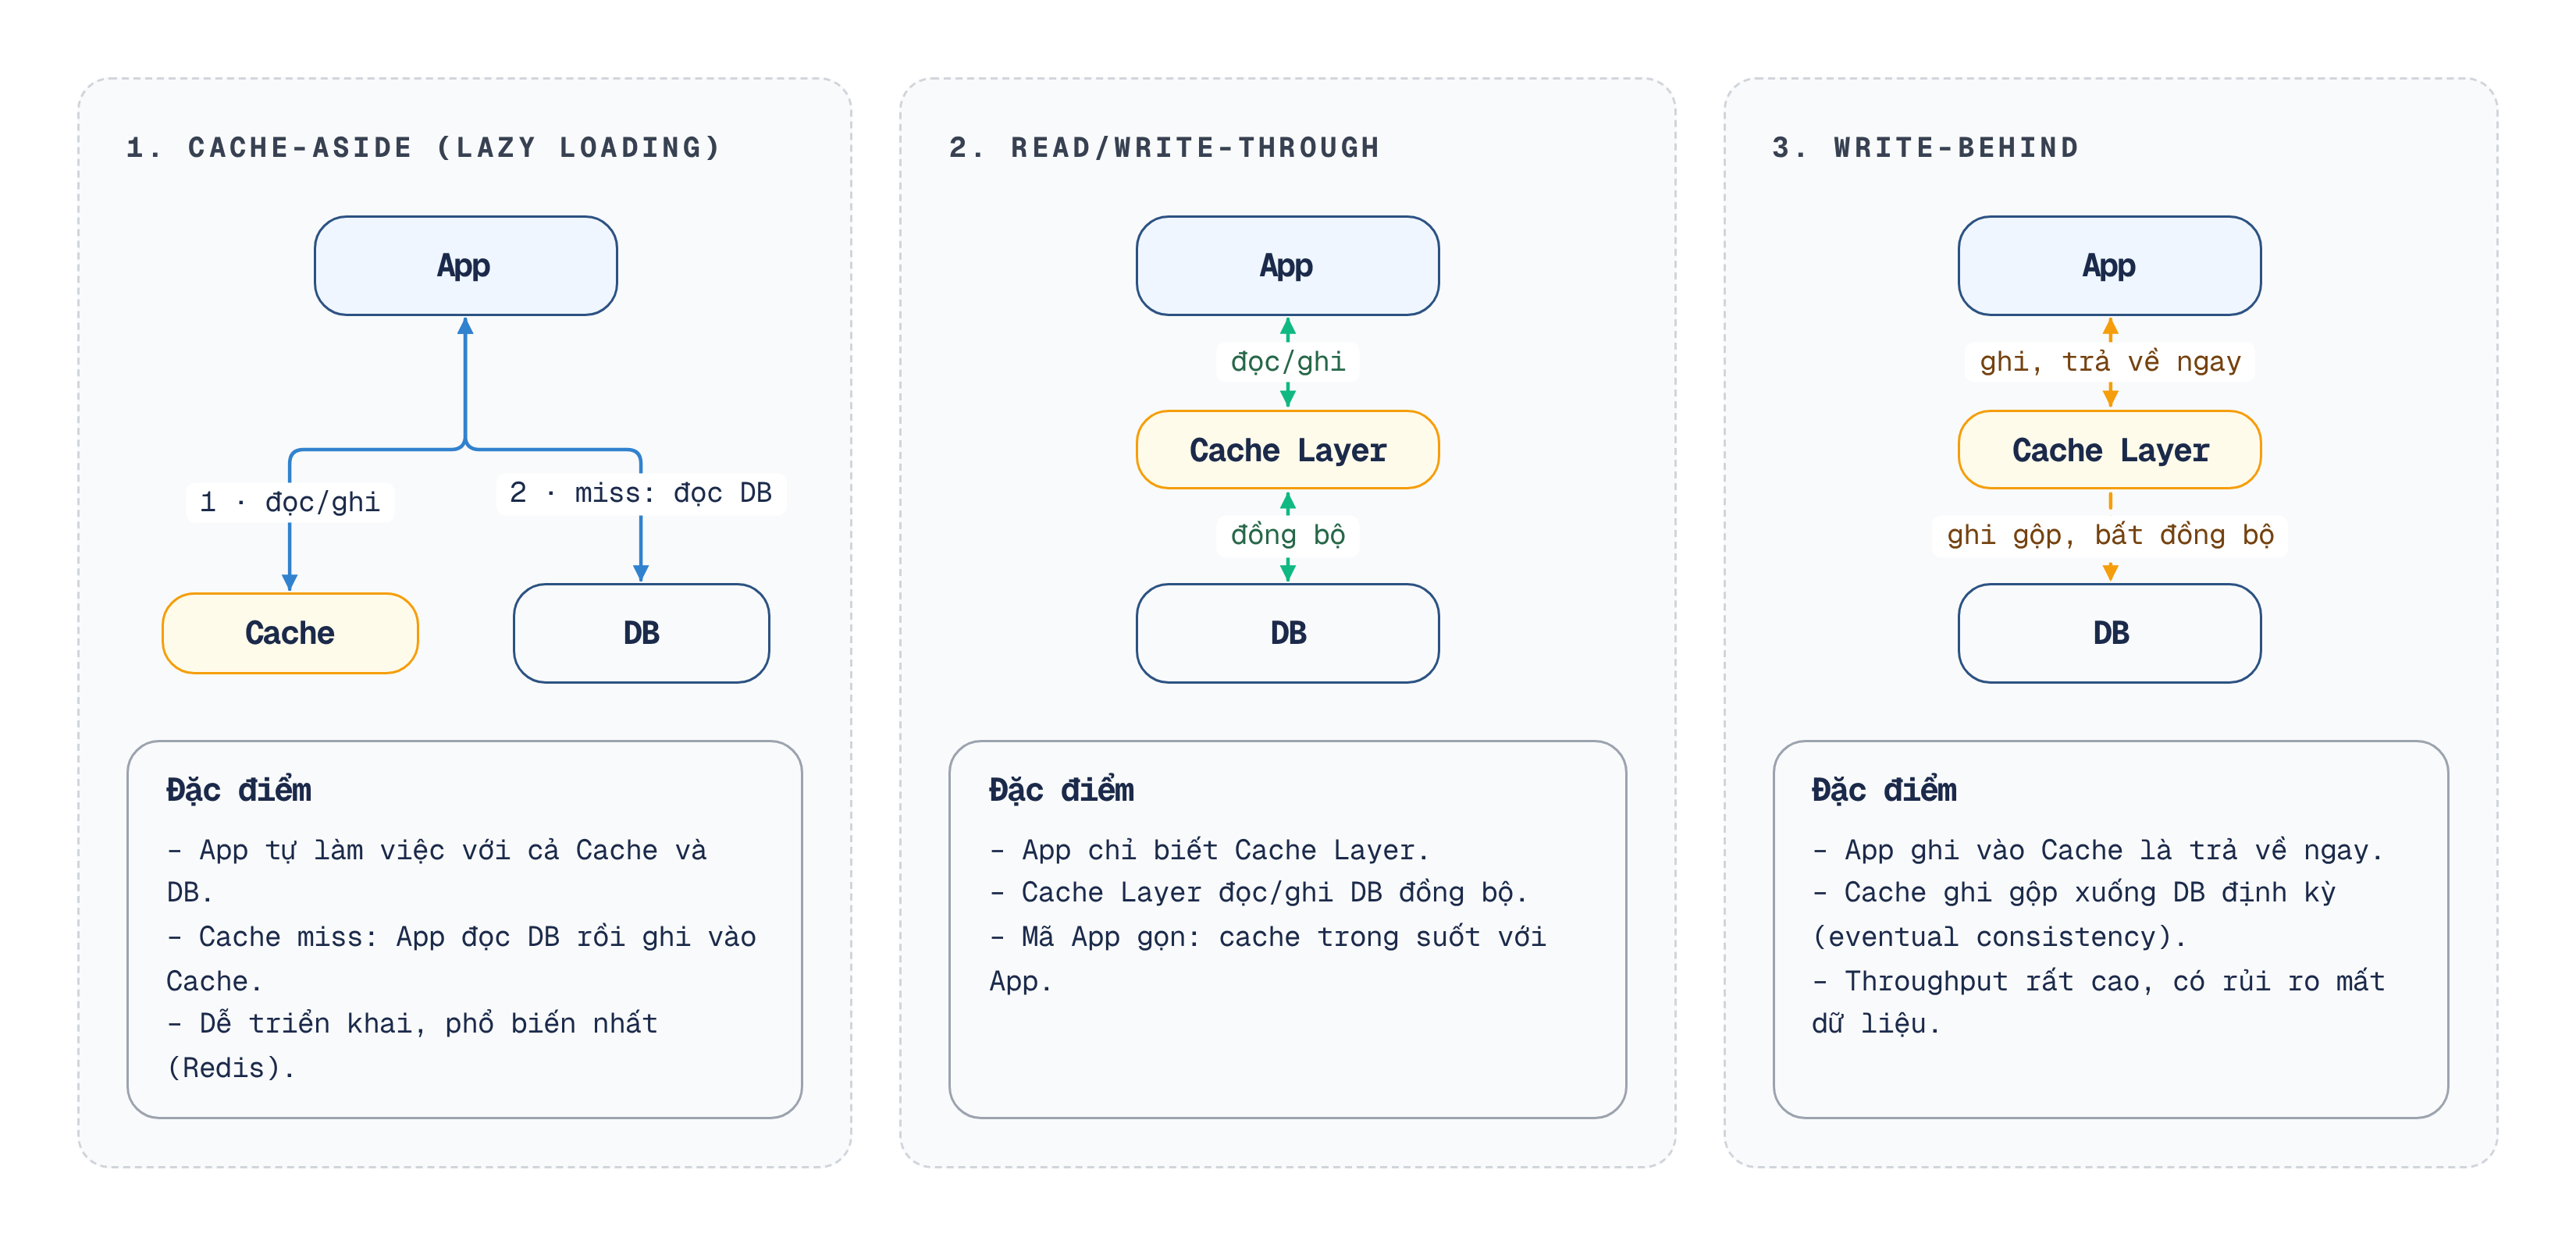 1. CACHE-ASIDE (LAZY LOADING)
App
1 · đọc/ghi
2 · miss: đọc DB
Cache
DB
Đặc điểm
– App tự làm việc với cả Cache và
DB.
– Cache miss: App đọc DB rồi ghi vào
Cache.
– Dễ triển khai, phổ biến nhất
(Redis).
2. READ/WRITE-THROUGH
App
đọc/ghi
Cache Layer
đồng bộ
DB
Đặc điểm
– App chỉ biết Cache Layer.
– Cache Layer đọc/ghi DB đồng bộ.
– Mã App gọn: cache trong suốt với
App.
3. WRITE-BEHIND
App
ghi, trả về ngay
Cache Layer
ghi gộp, bất đồng bộ
DB
Đặc điểm
– App ghi vào Cache là trả về ngay.
– Cache ghi gộp xuống DB định kỳ
(eventual consistency).
– Throughput rất cao, có rủi ro mất
dữ liệu.